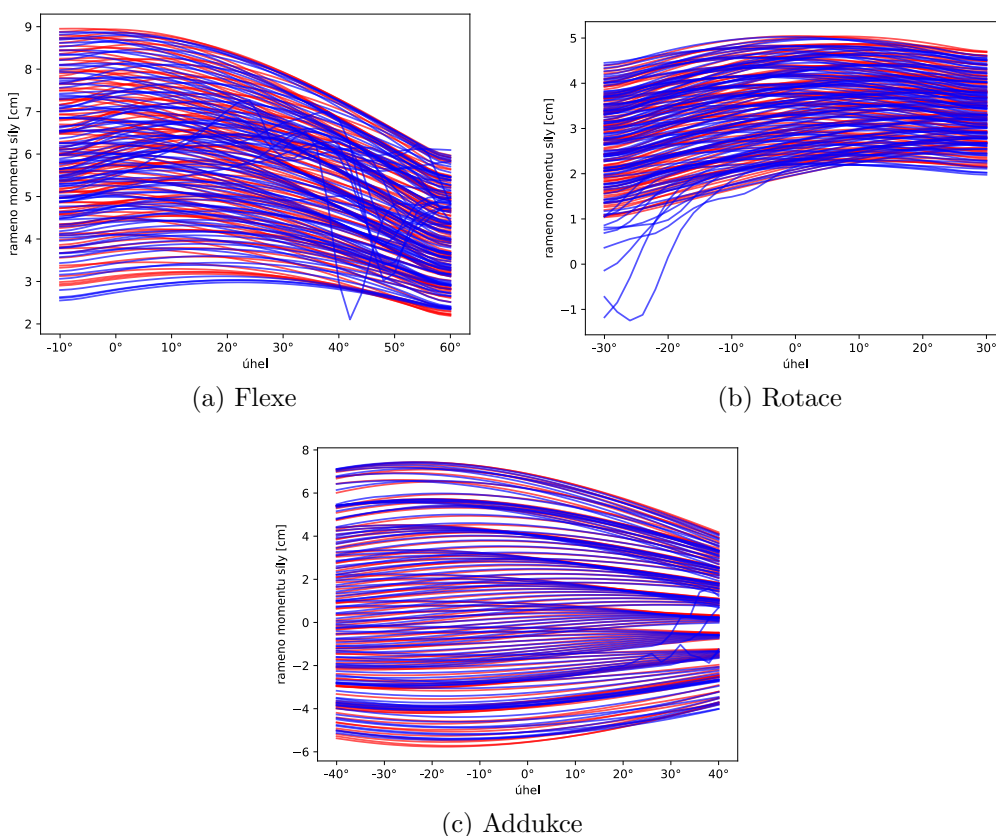 9
8
7
6
5
4
3
2
rameno momentu síly [cm]
-10° 0° 10° 20° 30° 40° 50° 60°
úhel
(a) Flexe
5
4
3
2
1
0
−1
rameno momentu síly [cm]
-30° -20° -10° 0° 10° 20° 30°
úhel
(b) Rotace
8
6
4
2
0
−2
−4
−6
rameno momentu síly [cm]
-40° -30° -20° -10° 0° 10° 20° 30° 40°
úhel
(c) Addukce